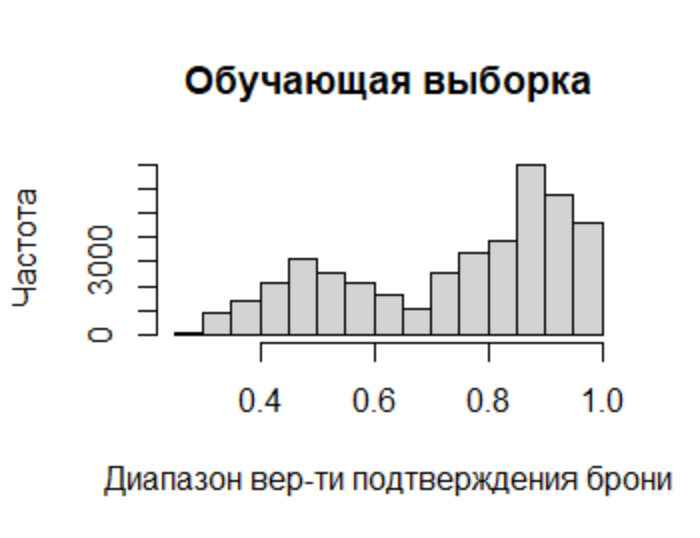 Обучающая выборка
Частота
3000
0
0.4 0.6 0.8 1.0
Диапазон вер-ти подтверждения брони